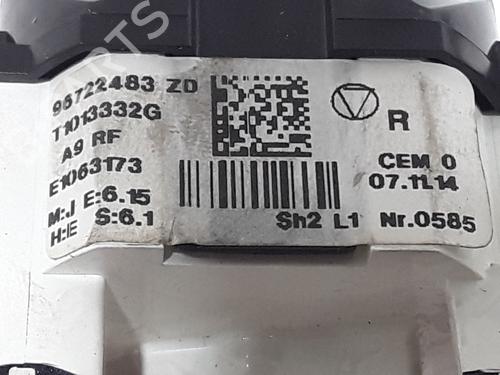 PARTS
96722483 ZD
T1013332G
A9 RF
E1063173
M:J E:6.15
H:E S:6.1
R
CEM 0
07.11.14
Sh2 L1 Nr.0585